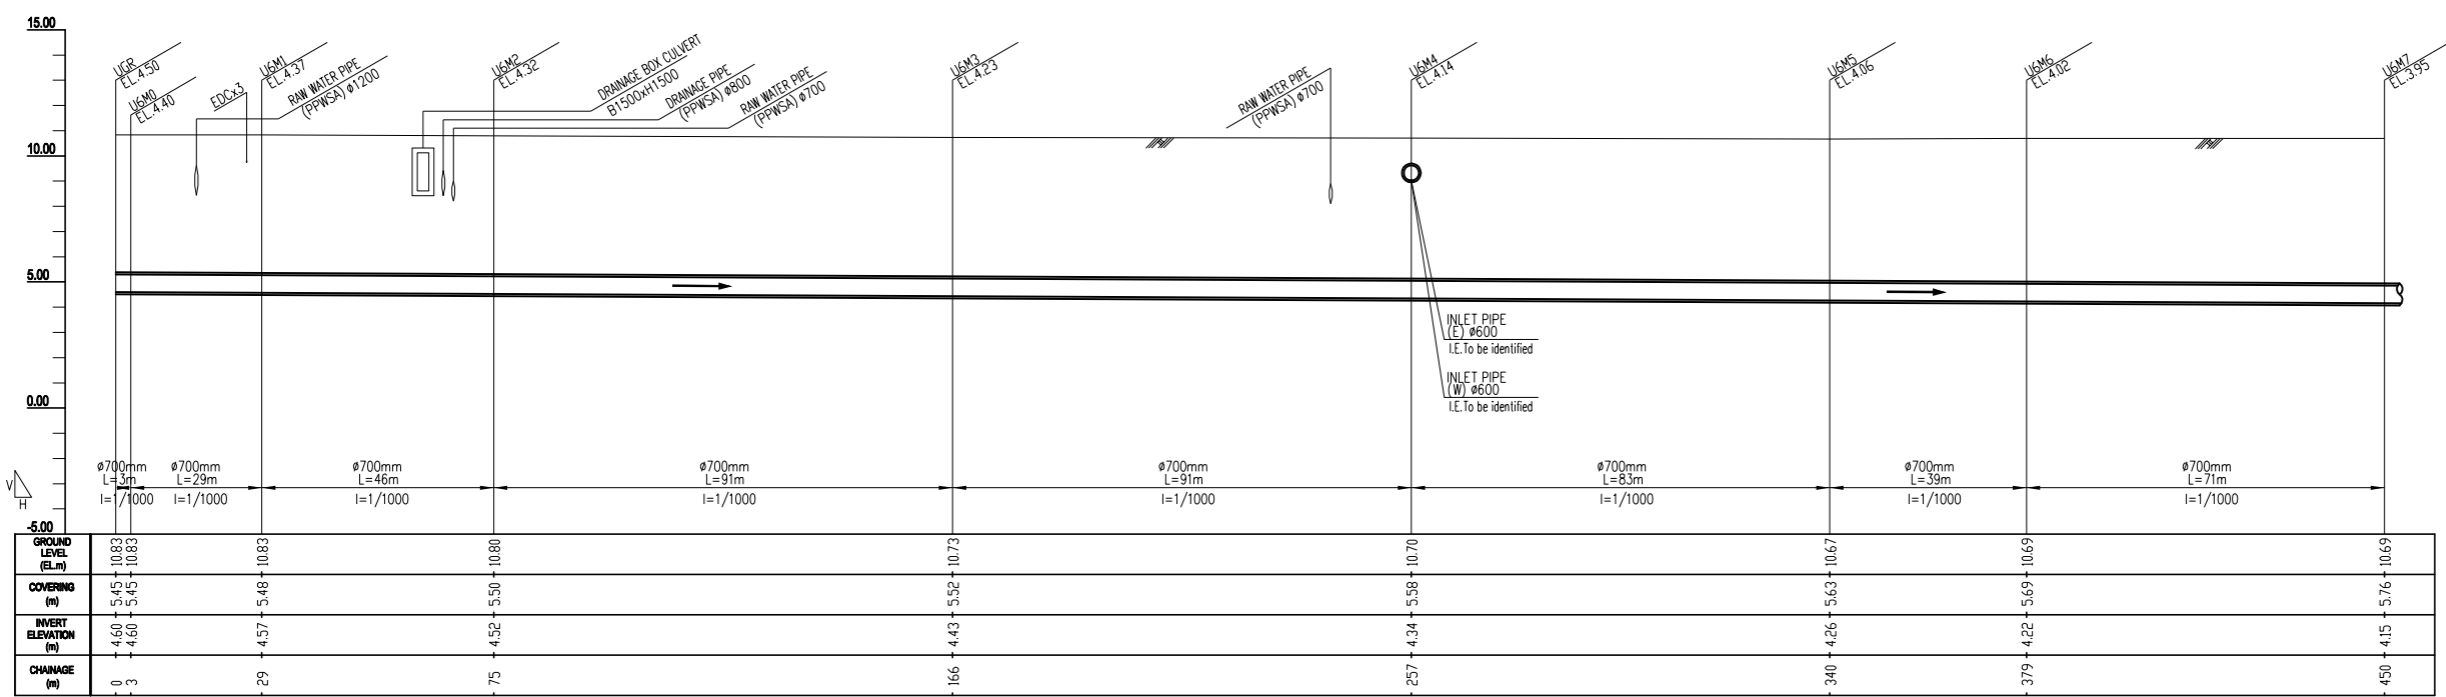 15.00
10.00
5.00
0.00
-5.00
V
H
UGR
EL.4.50
U6M0
EL.4.40
EDCx3
U6M1
EL.4.37
RAW WATER PIPE
(PPWSA) ø1200
U6M2
EL.4.32
DRAINAGE BOX CULVERT
B1500xH1500
DRAINAGE PIPE
(PPWSA) ø800
RAW WATER PIPE
(PPWSA) ø700
U6M3
EL.4.23
RAW WATER PIPE
(PPWSA) ø700
U6M4
EL.4.14
U6M5
EL.4.06
U6M6
EL.4.02
U6M7
EL.3.95
INLET PIPE
(E) ø600
I.E.To be identified
INLET PIPE
(W) ø600
I.E.To be identified
ø700mm
L=3m
I=1/1000
ø700mm
L=29m
I=1/1000
ø700mm
L=46m
I=1/1000
ø700mm
L=91m
I=1/1000
ø700mm
L=91m
I=1/1000
ø700mm
L=83m
I=1/1000
ø700mm
L=39m
I=1/1000
ø700mm
L=71m
I=1/1000
GROUND
LEVEL
(EL.m)
10.83 10.83 10.83 10.80 10.73 10.70 10.67 10.69 10.69
COVERING
(m)
5.45 5.45 5.48 5.50 5.52 5.58 5.63 5.69 5.76
INVERT
ELEVATION
(m)
4.60 4.60 4.57 4.52 4.43 4.34 4.26 4.22 4.15
CHAINAGE
(m)
0 3 29 75 166 257 340 379 450